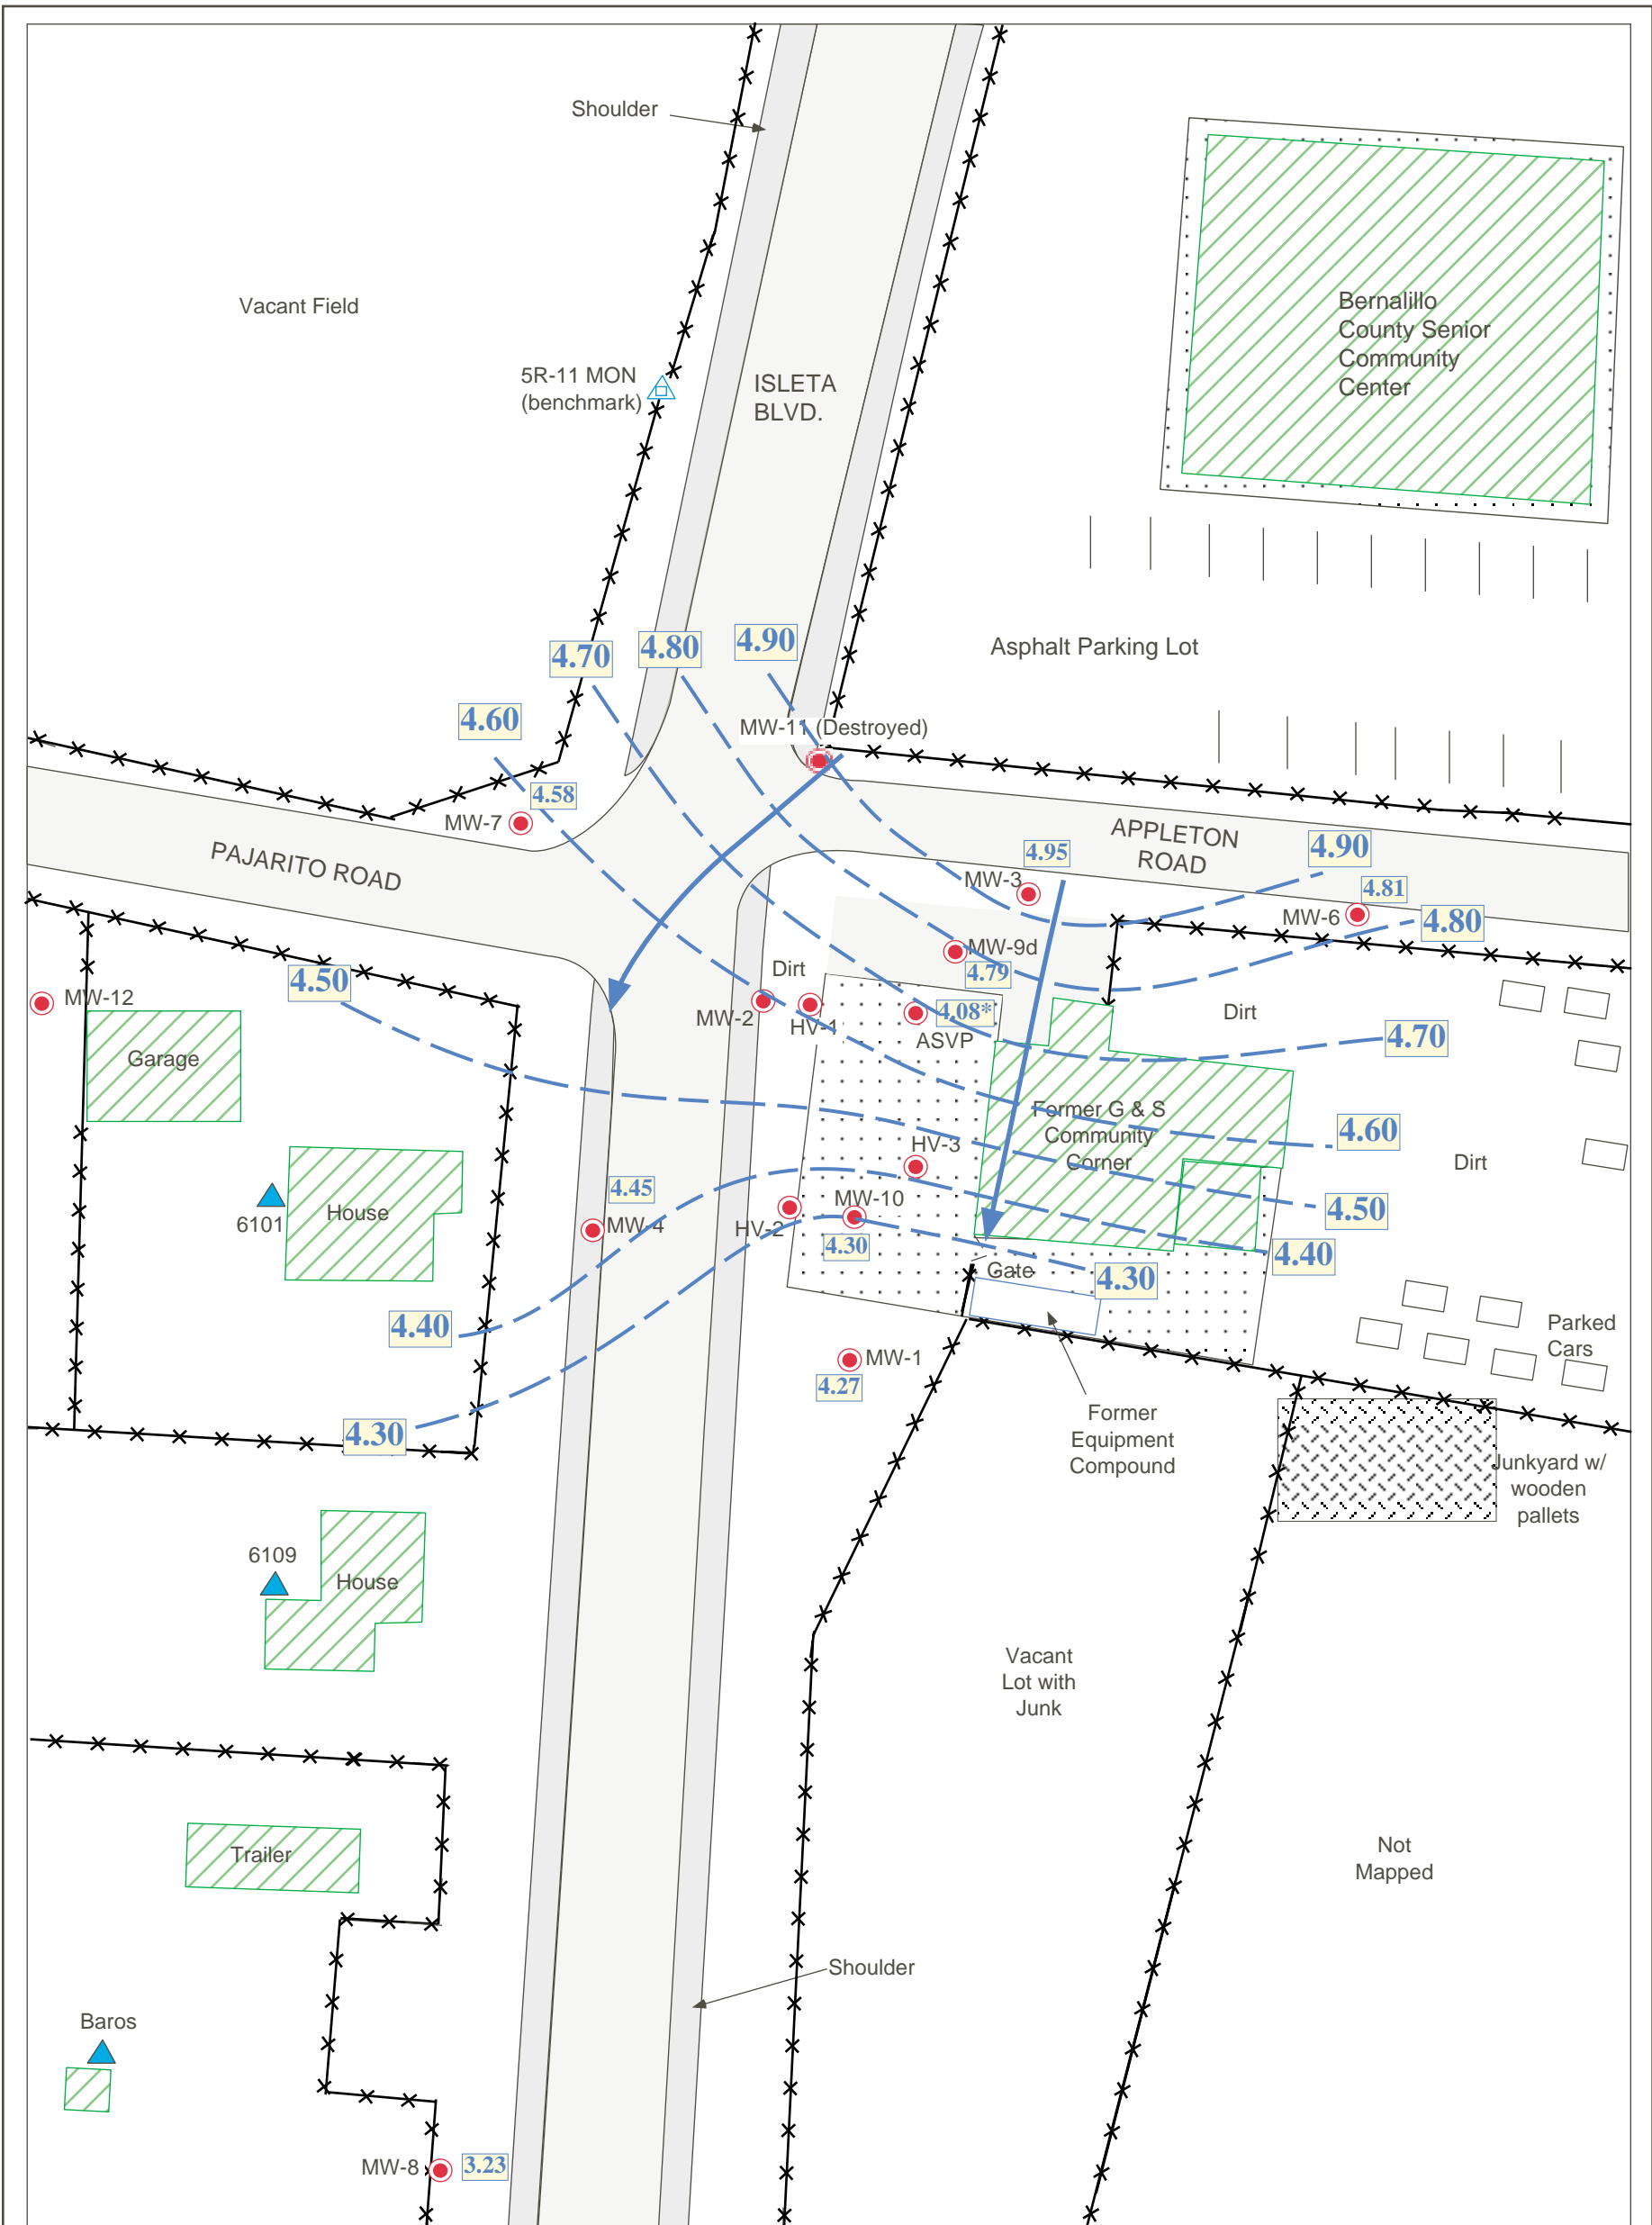 Shoulder
Vacant Field
5R-11 MON
(benchmark)
ISLETA
BLVD.
Bernalillo
County Senior
Community
Center
Asphalt Parking Lot
4.90
4.80
4.70
4.60
MW-11 (Destroyed)
4.58
MW-7
PAJARITO ROAD
APPLETON
ROAD
4.95
4.90
MW-3
4.81
MW-6
4.80
MW-9d
4.79
Dirt
4.50
MW-12
MW-2
HV-1
4.08*
ASVP
Dirt
4.70
Garage
Former G & S
Community
Corner
4.60
HV-3
Dirt
4.45
MW-10
6101
House
MW-4
HV-2
4.50
4.30
4.40
Gate
4.30
4.40
Parked
Cars
MW-1
4.27
4.30
Former
Equipment
Compound
Junkyard w/
wooden
pallets
6109
House
Vacant
Lot with
Junk
Trailer
Not
Mapped
Shoulder
Baros
MW-8
3.23